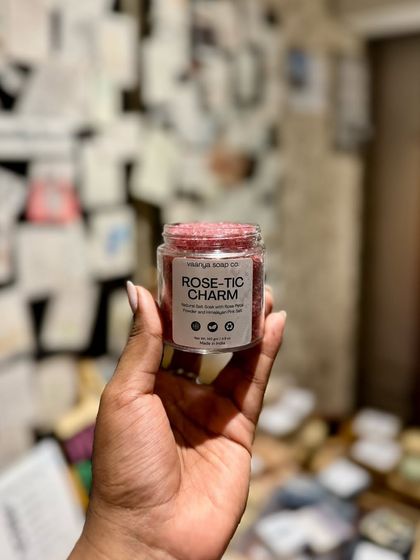 vaanya soap co.
ROSE-TIC
CHARM
Natural Salt Soak with Rose Petal
Powder and Himalayan Pink Salt
Made in India